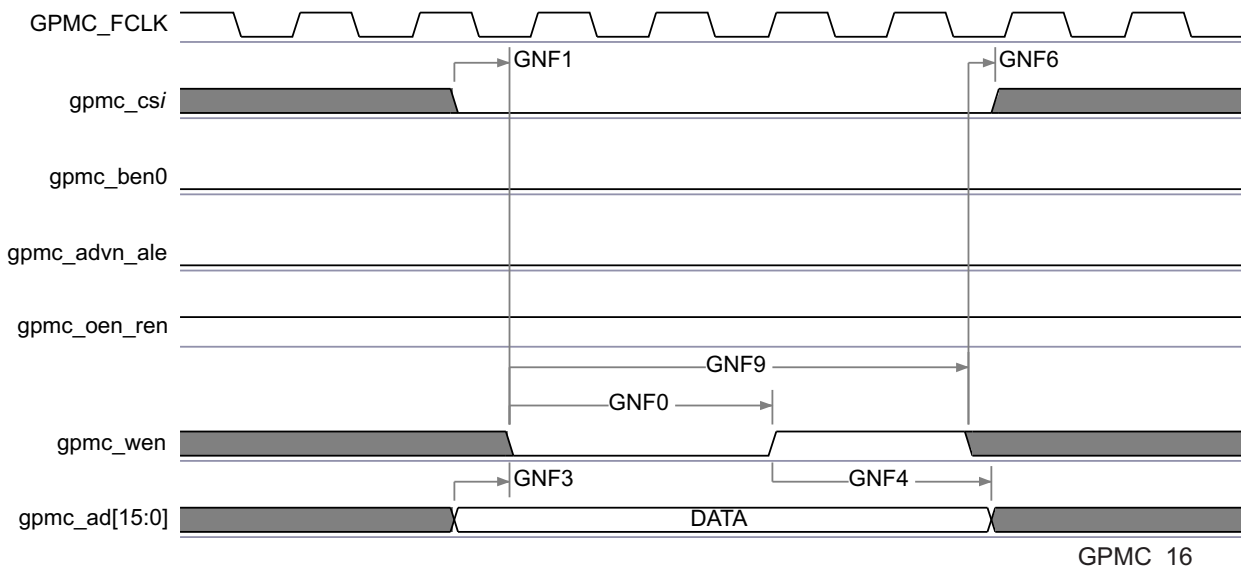 GPMC_FCLK
GNF1
GNF6
gpmc_csi
gpmc_ben0
gpmc_advn_ale
gpmc_oen_ren
GNF9
GNF0
gpmc_wen
GNF3
GNF4
gpmc_ad[15:0]
DATA
GPMC_16